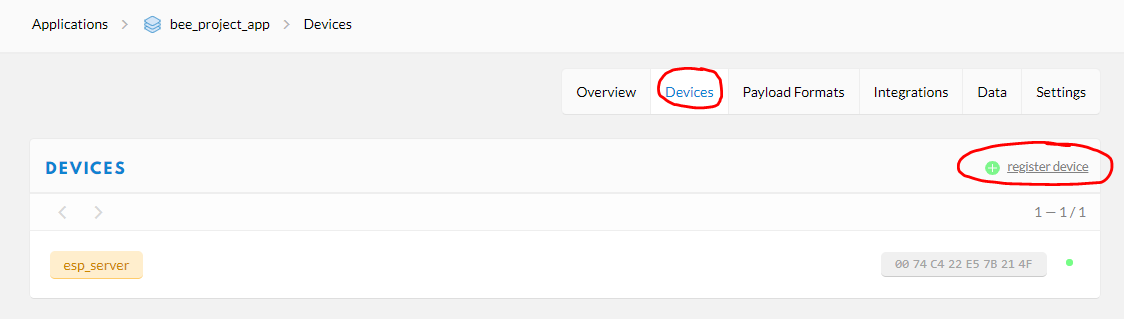 Applications > bee_project_app > Devices
Overview Devices Payload Formats Integrations Data Settings
DEVICES register device
1 — 1 / 1
esp_server 00 74 C4 22 E5 7B 21 4F